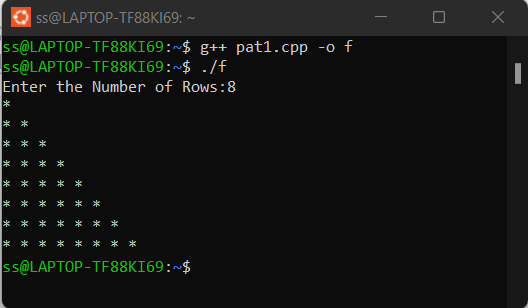 ss@LAPTOP-TF88KI69: ~
ss@LAPTOP-TF88KI69:~$ g++ pat1.cpp -o f
ss@LAPTOP-TF88KI69:~$ ./f
Enter the Number of Rows:8
*
* *
* * *
* * * *
* * * * *
* * * * * *
* * * * * * *
* * * * * * * *
ss@LAPTOP-TF88KI69:~$